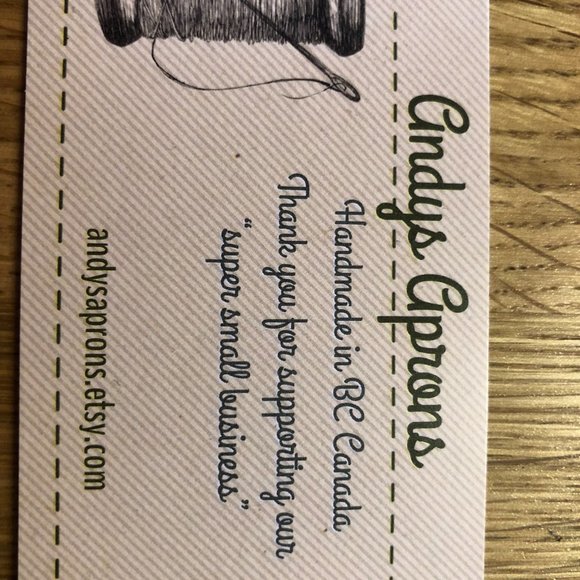 Andys Aprons
Handmade in BC Canada
Thank you for supporting our
"super small business"
andysaprons.etsy.com